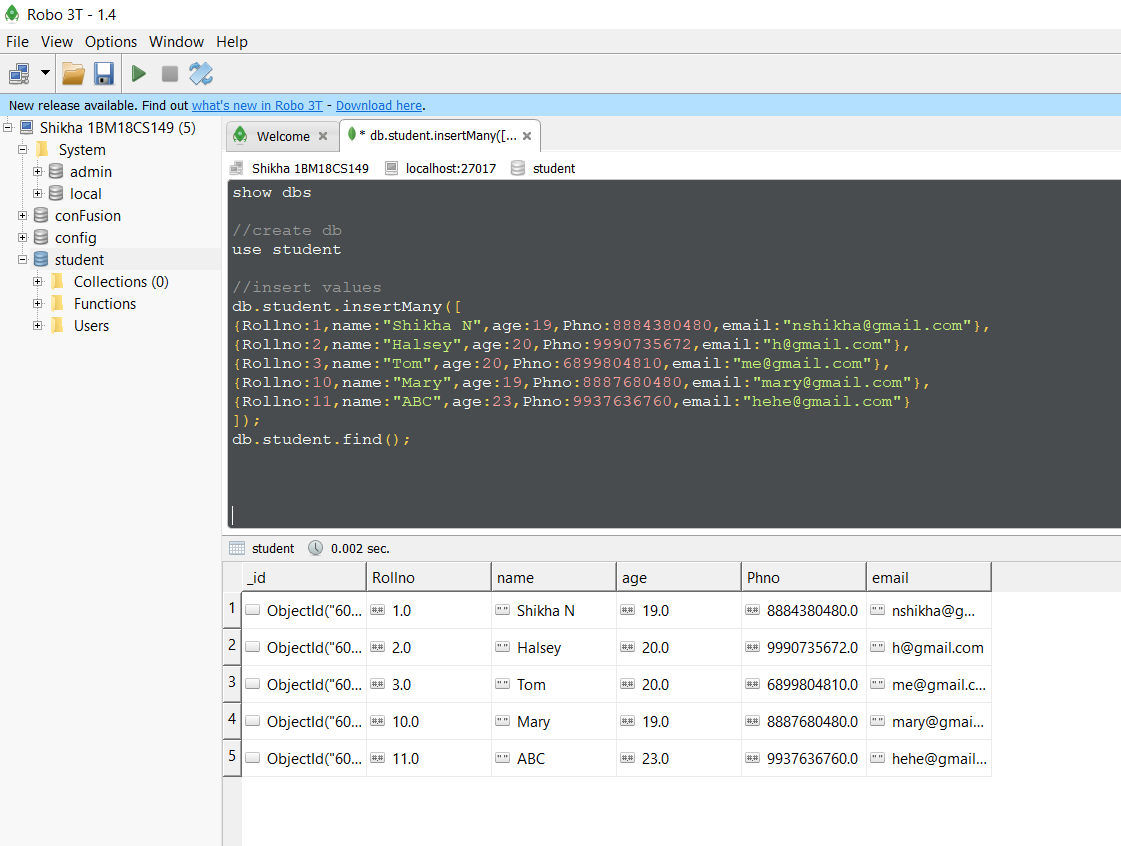 Robo 3T - 1.4
File View Options Window Help
New release available. Find out what's new in Robo 3T - Download here.
Shikha 1BM18CS149 (5)
System
admin
local
conFusion
config
student
Collections (0)
Functions
Users
Welcome
* db.student.insertMany([...
Shikha 1BM18CS149 localhost:27017 student
show dbs
//create db
use student
//insert values
db.student.insertMany([
{Rollno:1,name:"Shikha N",age:19,Phno:8884380480,email:"nshikha@gmail.com"},
{Rollno:2,name:"Halsey",age:20,Phno:9990735672,email:"h@gmail.com"},
{Rollno:3,name:"Tom",age:20,Phno:6899804810,email:"me@gmail.com"},
{Rollno:10,name:"Mary",age:19,Phno:8887680480,email:"mary@gmail.com"},
{Rollno:11,name:"ABC",age:23,Phno:9937636760,email:"hehe@gmail.com"}
]);
db.student.find();
student 0.002 sec.
_id Rollno name age Phno email
1 ObjectId("60... 1.0 Shikha N 19.0 8884380480.0 nshikha@g...
2 ObjectId("60... 2.0 Halsey 20.0 9990735672.0 h@gmail.com
3 ObjectId("60... 3.0 Tom 20.0 6899804810.0 me@gmail.c...
4 ObjectId("60... 10.0 Mary 19.0 8887680480.0 mary@gmai...
5 ObjectId("60... 11.0 ABC 23.0 9937636760.0 hehe@gmail...